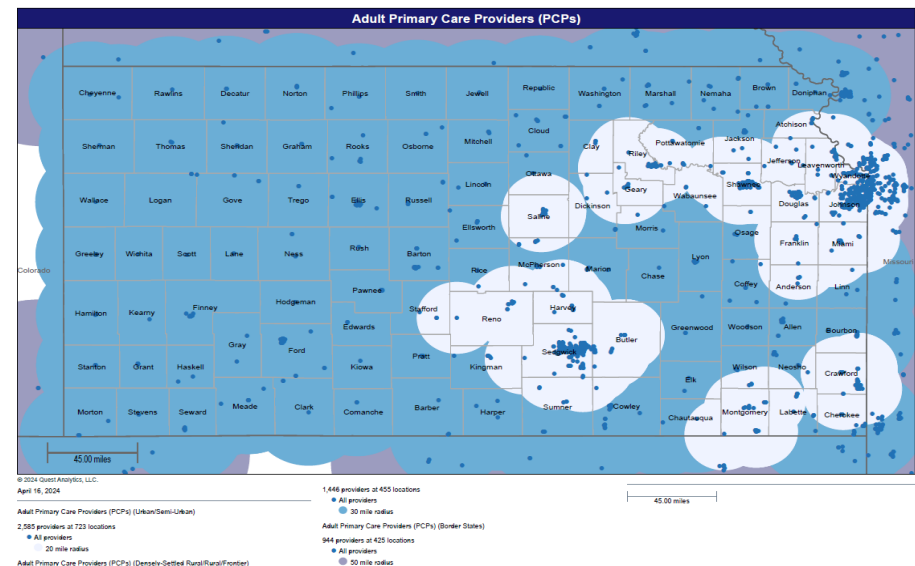 Adult Primary Care Providers (PCPs)
Cheyenne Rawlins Decatur Norton Phillips Smith Jewell Republic Washington Marshall Nemaha Brown Doniphan
Atchison
Sherman Thomas Sheridan Graham Rooks Osborne Mitchell Cloud Clay Riley Pottawatomie Jackson Jefferson Leavenworth
Wyandotte
Wallace Logan Gove Trego Ellis Russell Lincoln Ottawa Saline Dickinson Geary Wabaunsee Shawnee Douglas Johnson
Ellsworth Morris Osage Franklin Miami
Greeley Wichita Scott Lane Ness Rush Barton Rice McPherson Marion Chase Lyon Coffey Anderson Linn
Colorado
Missouri
Hamilton Kearny Finney Hodgeman Pawnee Edwards Stafford Reno Harvey Butler Greenwood Woodson Allen Bourbon
Gray Ford
Stanton Grant Haskell Kiowa Pratt Kingman Sedgwick Elk Wilson Neosho Crawford
Morton Stevens Seward Meade Clark Comanche Barber Harper Sumner Cowley Chautauqua Montgomery Labette Cherokee
45.00 miles
© 2024 Quest Analytics, LLC.
April 16, 2024
Adult Primary Care Providers (PCPs) (Urban/Semi-Urban)
2,585 providers at 723 locations
All providers
20 mile radius
Adult Primary Care Providers (PCPs) (Densely-Settled Rural/Rural/Frontier)
1,446 providers at 455 locations
All providers
30 mile radius
Adult Primary Care Providers (PCPs) (Border States)
944 providers at 425 locations
All providers
50 mile radius
45.00 miles